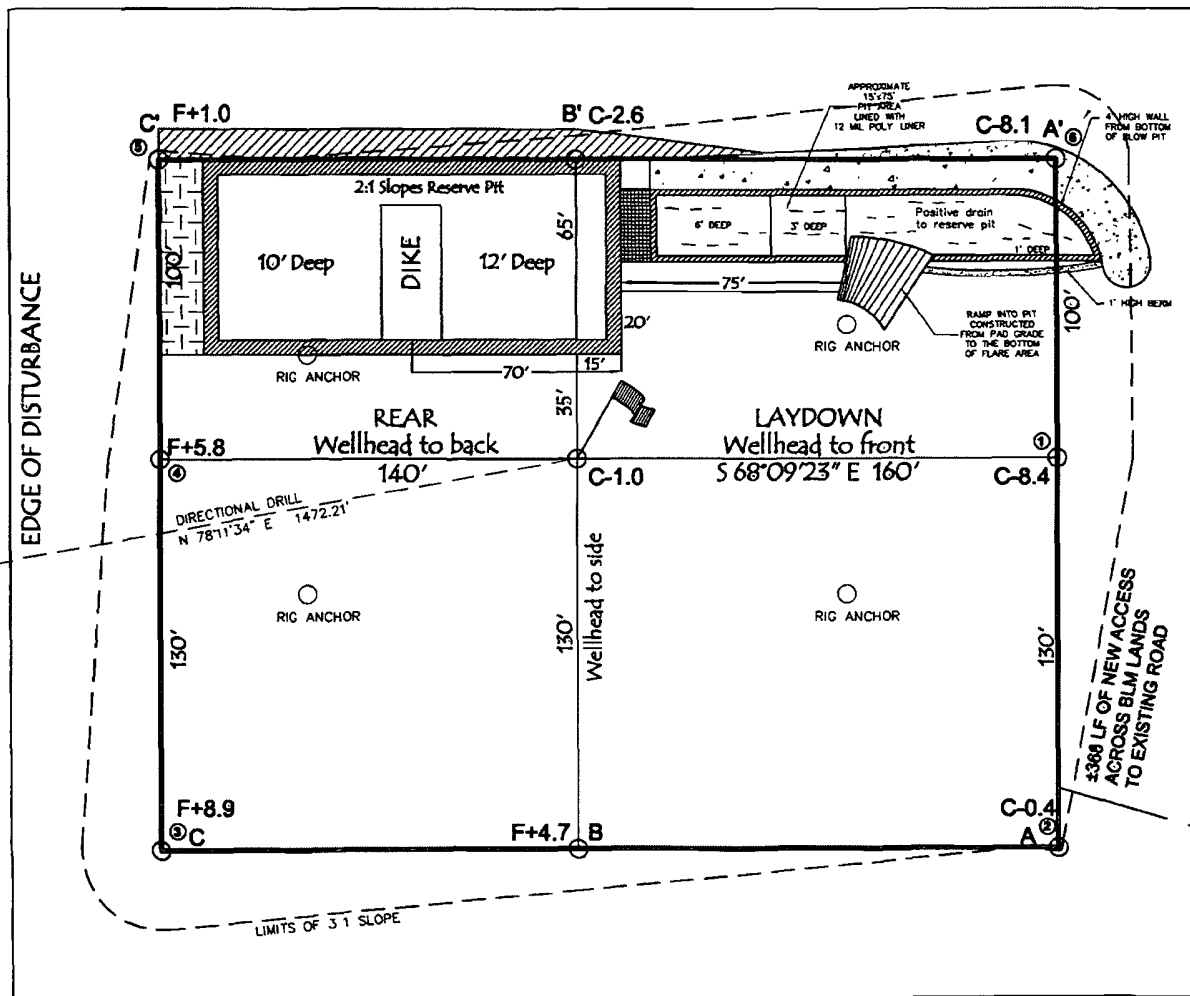 F+1.0
C'
⑤
B' C-2.6
APPROXIMATE
15'x75'
PIT AREA
LINED WITH
12 MIL POLY LINER
C-8.1
A'
⑥
4' HIGH WALL
FROM BOTTOM
OF BLOW PIT
2:1 Slopes Reserve Pit
65'
100'
10' Deep
DIKE
12' Deep
6' DEEP
3' DEEP
Positive drain
to reserve pit
1' DEEP
75'
20'
100'
1' HIGH BERM
RAMP INTO PIT
CONSTRUCTED
FROM PAD GRADE
TO THE BOTTOM
OF FLARE AREA
RIG ANCHOR
RIG ANCHOR
70'
15'
35'
EDGE OF DISTURBANCE
REAR
Wellhead to back
140'
LAYDOWN
Wellhead to front
S 68°09'23" E 160'
F+5.8
④
C-1.0
①
C-8.4
DIRECTIONAL DRILL
N 78°11'34" E 1472.21'
RIG ANCHOR
RIG ANCHOR
130'
130'
Wellhead to side
130'
±368 LF OF NEW ACCESS
ACROSS BLM LANDS
TO EXISTING ROAD
F+8.9
③ C
F+4.7 B
C-0.4
A ②
LIMITS OF 3 1 SLOPE